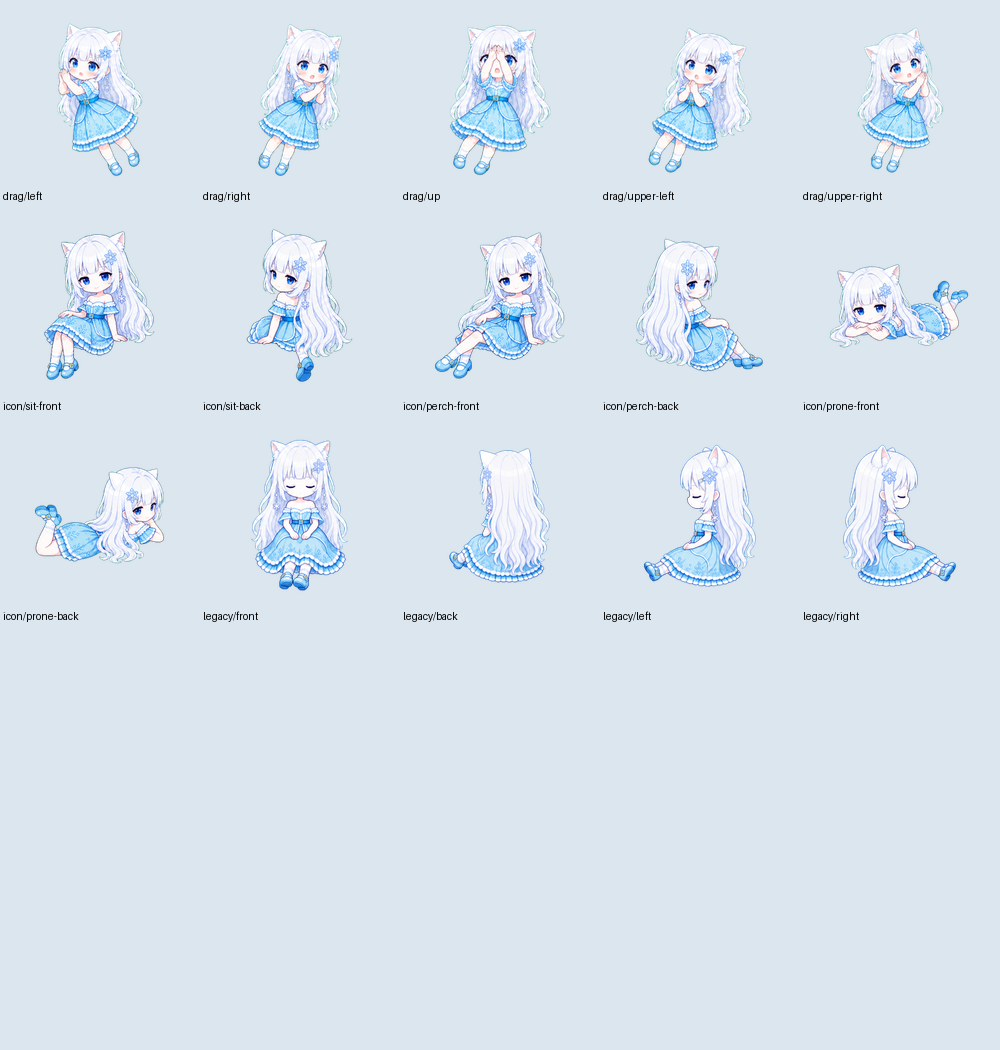 drag/left
drag/right
drag/up
drag/upper-left
drag/upper-right
icon/sit-front
icon/sit-back
icon/perch-front
icon/perch-back
icon/prone-front
icon/prone-back
legacy/front
legacy/back
legacy/left
legacy/right